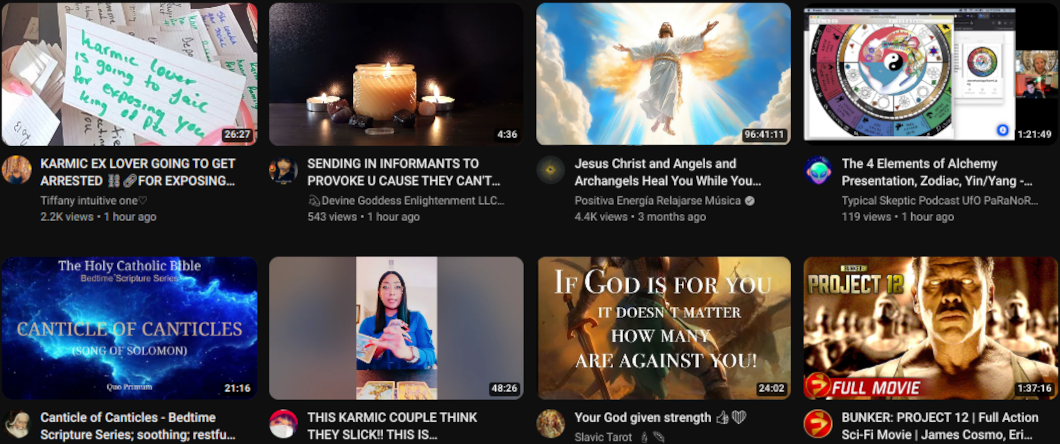 karmic lover
is going to jail
for exposing you
26:27
KARMIC EX LOVER GOING TO GET
ARRESTED ⛓️🔗FOR EXPOSING...
Tiffany intuitive one♡
2.2K views • 1 hour ago
4:36
SENDING IN INFORMANTS TO
PROVOKE U CAUSE THEY CAN'T...
Devine Goddess Enlightenment LLC...
543 views • 1 hour ago
96:41:11
Jesus Christ and Angels and
Archangels Heal You While You...
Positiva Energía Relajarse Música
4.4K views • 3 months ago
1:21:49
The 4 Elements of Alchemy
Presentation, Zodiac, Yin/Yang -...
Typical Skeptic Podcast UfO PaRaNoR...
119 views • 1 hour ago
The Holy Catholic Bible
Bedtime Scripture Series
CANTICLE OF CANTICLES
(SONG OF SOLOMON)
Quo Primum
21:16
Canticle of Canticles - Bedtime
Scripture Series; soothing; restfu...
48:26
THIS KARMIC COUPLE THINK
THEY SLICK!! THIS IS...
IF GOD IS FOR YOU
IT DOESN'T MATTER
HOW MANY
ARE AGAINST YOU!
24:02
Your God given strength 👍🏻🤍
Slavic Tarot
BUNKER:
PROJECT 12
FULL MOVIE
1:37:16
BUNKER: PROJECT 12 | Full Action
Sci-Fi Movie | James Cosmo, Eri...